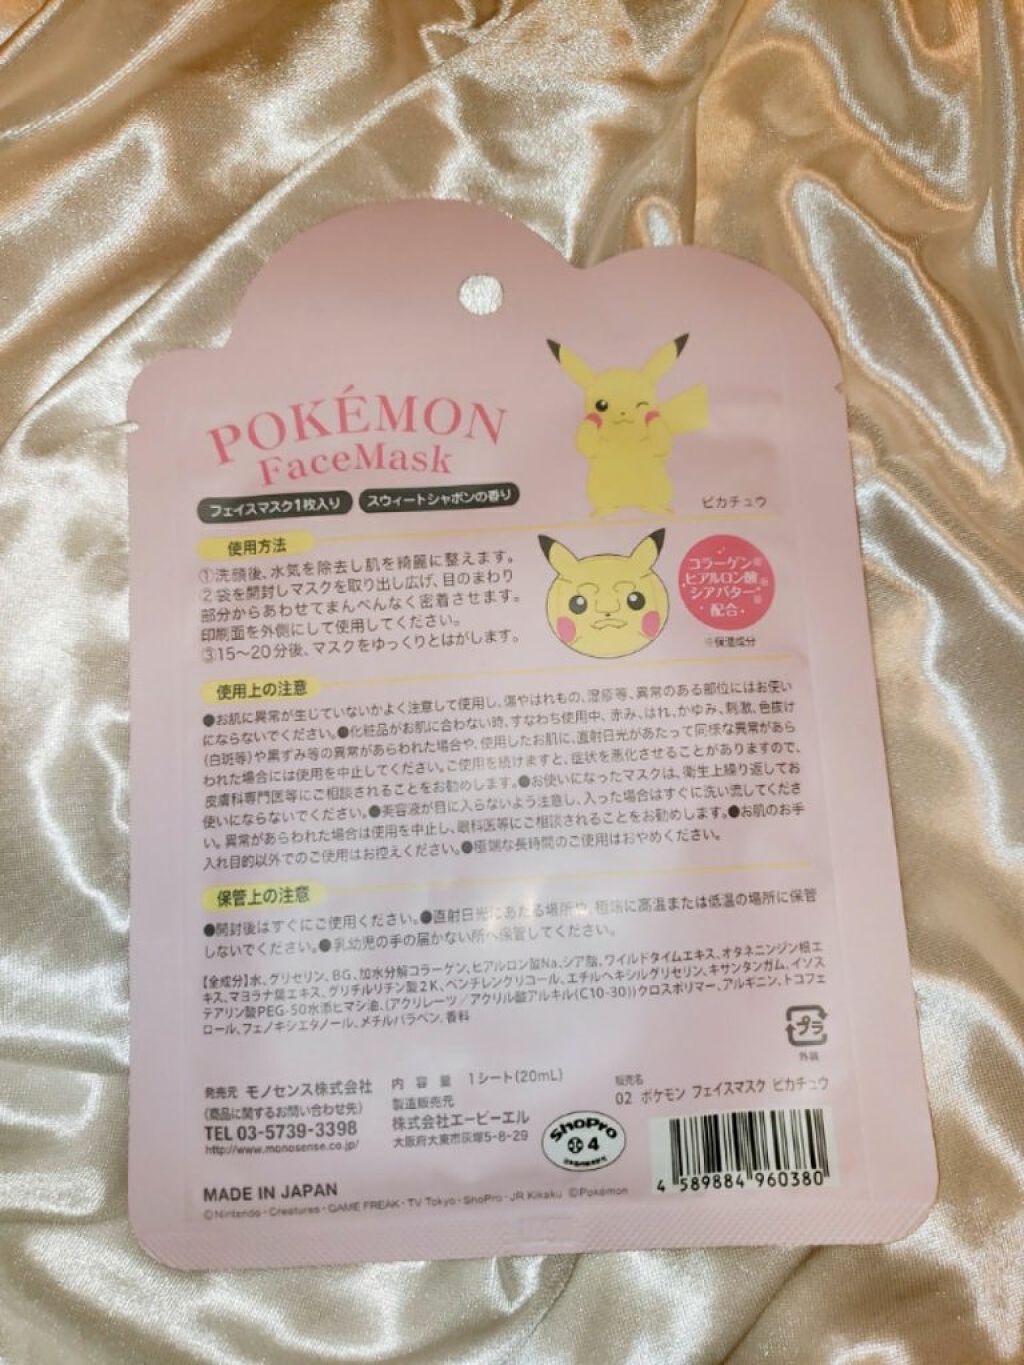 POKÉMON
FaceMask
フェイスマスク1枚入り
スウィートシャボンの香り
ピカチュウ
使用方法
①洗顔後、水気を除去し肌を綺麗に整えます。
②袋を開封しマスクを取り出し広げ、目のまわり
部分からあわせてまんべんなく密着させます。
印刷面を外側にして使用してください。
③15〜20分後、マスクをゆっくりとはがします。
コラーゲン※
ヒアルロン酸※
シアバター※
配合
※保湿成分
使用上の注意
●お肌に異常が生じていないかよく注意して使用し、傷やはれもの、湿疹等、異常のある部位にはお使い
にならないでください。●化粧品がお肌に合わない時、すなわち使用中、赤み、はれ、かゆみ、刺激、色抜け
(白斑等)や黒ずみ等の異常があらわれた場合や、使用したお肌に、直射日光があたって同様な異常があら
われた場合には使用を中止してください。ご使用を続けますと、症状を悪化させることがありますので、
皮膚科専門医等にご相談されることをお勧めします。●お使いになったマスクは、衛生上繰り返してお
使いにならないでください。●美容液が目に入らないよう注意し、入った場合はすぐに洗い流してくださ
い。異常があらわれた場合は使用を中止し、眼科医等にご相談されることをお勧めします。●お肌のお手
入れ目的以外でのご使用はお控えください。●極端な長時間のご使用はおやめください。
保管上の注意
●開封後はすぐにご使用ください。●直射日光にあたる場所や、極端に高温または低温の場所に保管
しないでください。●乳幼児の手の届かない所へ保管してください。
【全成分】水、グリセリン、BG、加水分解コラーゲン、ヒアルロン酸Na、シア脂、ワイルドタイムエキス、オタネニンジン根エ
キス、マヨラナ葉エキス、グリチルリチン酸2K、ペンチレングリコール、エチルヘキシルグリセリン、キサンタンガム、イソス
テアリン酸PEG-50水添ヒマシ油、(アクリレーツ/アクリル酸アルキル(C10-30))クロスポリマー、アルギニン、トコフェ
ロール、フェノキシエタノール、メチルパラベン、香料
プラ
外装
発売元 モノセンス株式会社
(商品に関するお問い合わせ先)
TEL 03-5739-3398
http://www.monosense.co.jp/
内容量 1シート(20mL)
製造販売元
株式会社エービーエル
大阪府大東市灰塚5-8-29
販売名
02 ポケモン フェイスマスク ピカチュウ
ShoPro
4
4 589884 960380
MADE IN JAPAN
©Nintendo・Creatures・GAME FREAK・TV Tokyo・ShoPro・JR Kikaku ©Pokémon